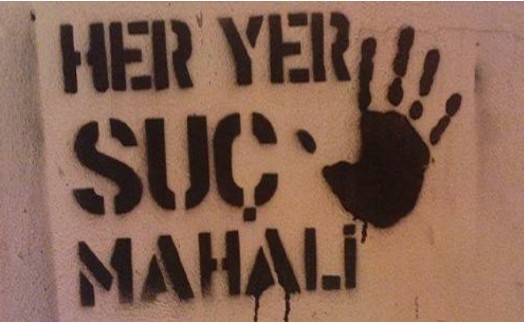 HER YER
SUÇ
MAHALİ